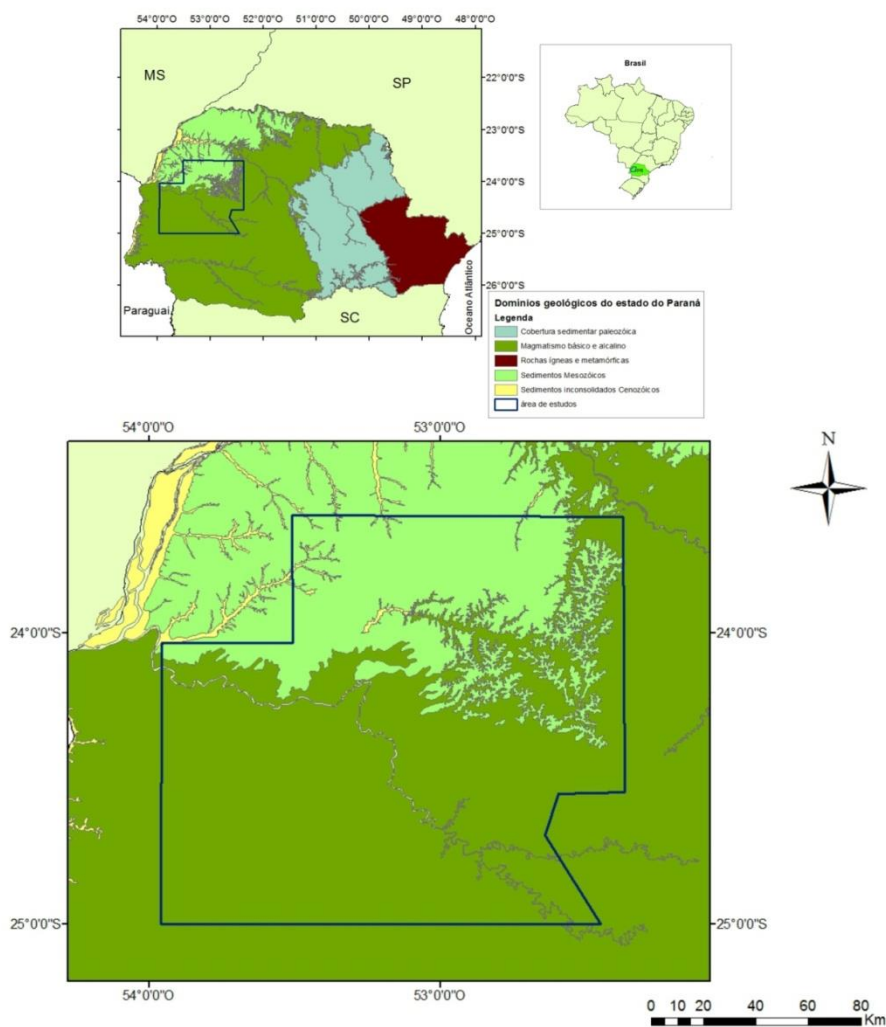 54°0'0"O 53°0'0"O 52°0'0"O 51°0'0"O 50°0'0"O 49°0'0"O 48°0'0"O
MS
SP
22°0'0"S
23°0'0"S
24°0'0"S
25°0'0"S
26°0'0"S
Paraguai
SC
Oceano Atlântico
Brasil
Domínios geológicos do estado do Paraná
Legenda
Cobertura sedimentar paleozóica
Magmatismo básico e alcalino
Rochas ígneas e metamórficas
Sedimentos Mesozóicos
Sedimentos inconsolidados Cenozóicos
área de estudos
54°0'0"O 53°0'0"O
N
24°0'0"S 24°0'0"S
25°0'0"S 25°0'0"S
54°0'0"O 53°0'0"O
0 10 20 40 60 80
Km